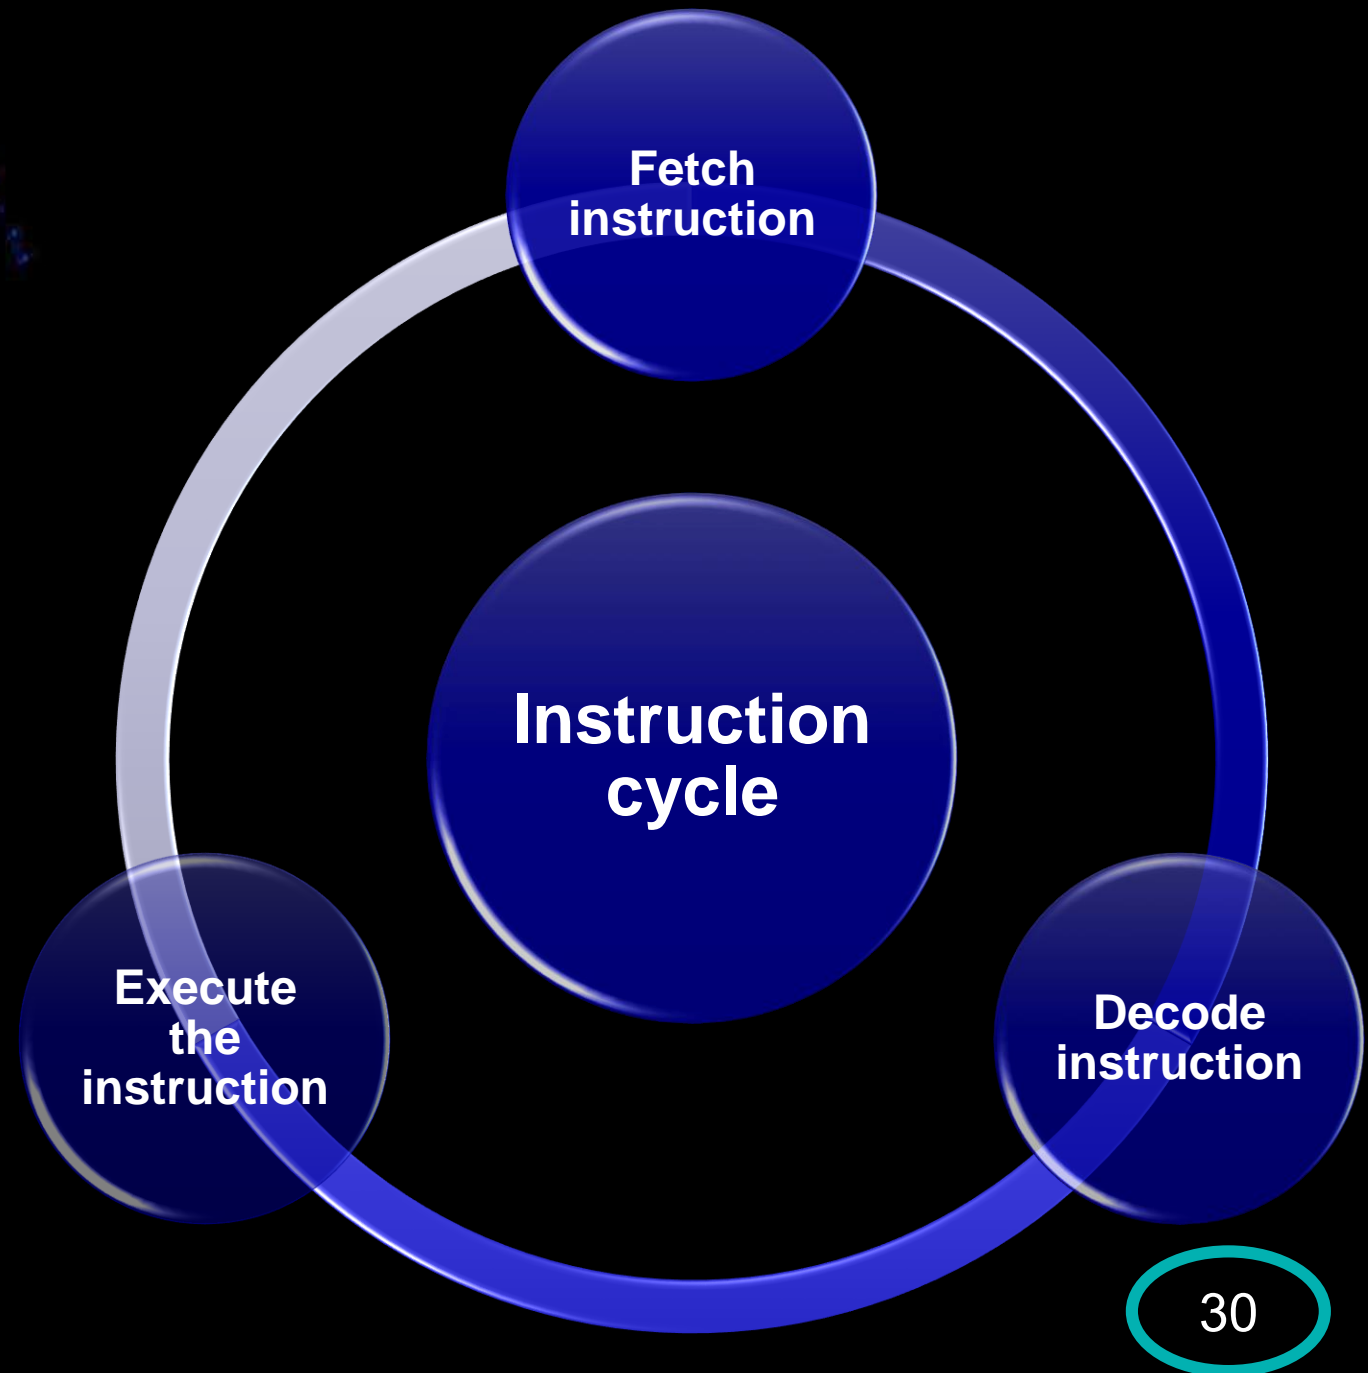 Fetch
instruction
Instruction
cycle
Execute
the
instruction
Decode
instruction
30